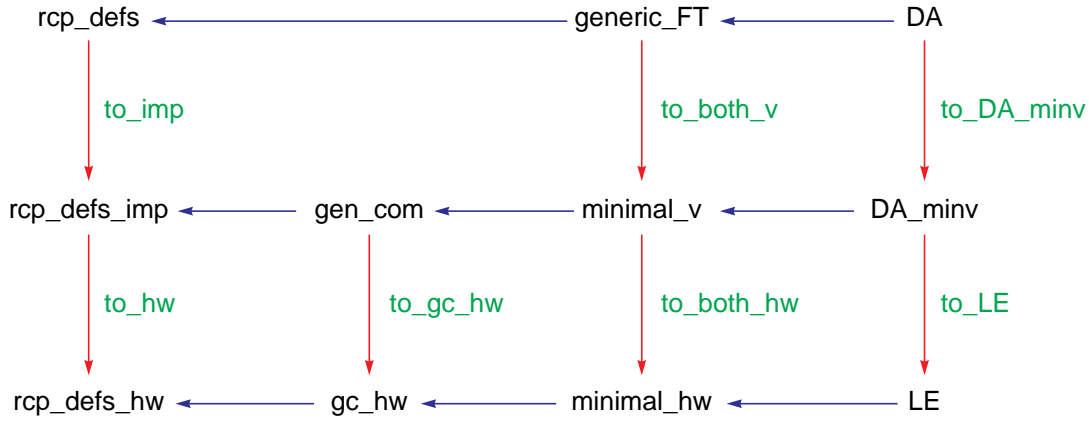 rcp_defs generic_FT DA
to_imp to_both_v to_DA_minv
rcp_defs_imp gen_com minimal_v DA_minv
to_hw to_gc_hw to_both_hw to_LE
rcp_defs_hw gc_hw minimal_hw LE